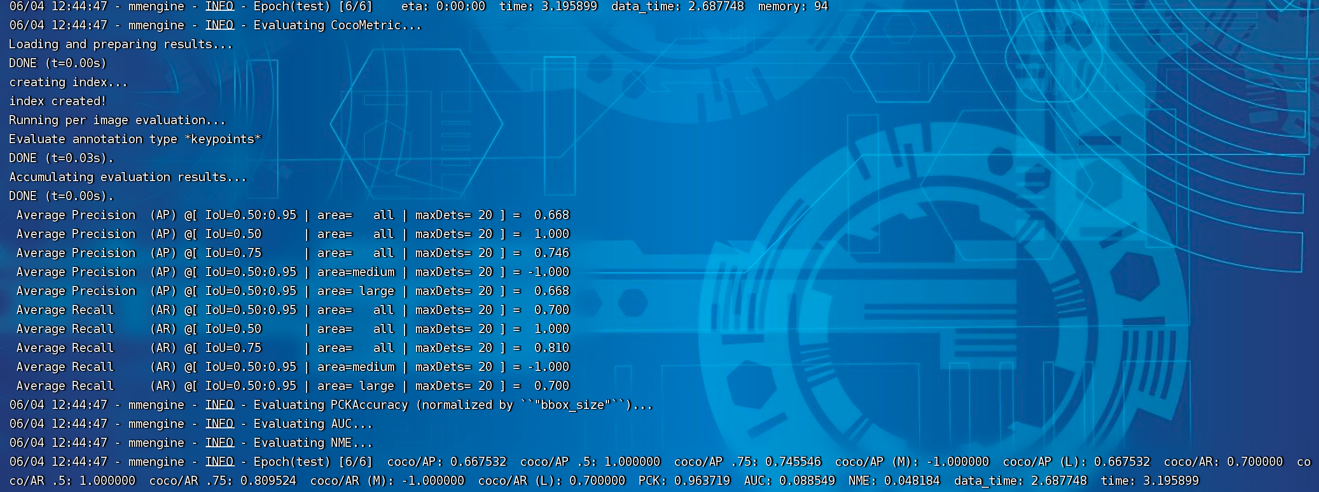 06/04 12:44:47 - mmengine - INFO - Epoch(test) [6/6]    eta: 0:00:00  time: 3.195899  data_time: 2.687748  memory: 94
06/04 12:44:47 - mmengine - INFO - Evaluating CocoMetric...
Loading and preparing results...
DONE (t=0.00s)
creating index...
index created!
Running per image evaluation...
Evaluate annotation type *keypoints*
DONE (t=0.03s).
Accumulating evaluation results...
DONE (t=0.00s).
 Average Precision  (AP) @[ IoU=0.50:0.95 | area=   all | maxDets= 20 ] =  0.668
 Average Precision  (AP) @[ IoU=0.50      | area=   all | maxDets= 20 ] =  1.000
 Average Precision  (AP) @[ IoU=0.75      | area=   all | maxDets= 20 ] =  0.746
 Average Precision  (AP) @[ IoU=0.50:0.95 | area=medium | maxDets= 20 ] = -1.000
 Average Precision  (AP) @[ IoU=0.50:0.95 | area= large | maxDets= 20 ] =  0.668
 Average Recall     (AR) @[ IoU=0.50:0.95 | area=   all | maxDets= 20 ] =  0.700
 Average Recall     (AR) @[ IoU=0.50      | area=   all | maxDets= 20 ] =  1.000
 Average Recall     (AR) @[ IoU=0.75      | area=   all | maxDets= 20 ] =  0.810
 Average Recall     (AR) @[ IoU=0.50:0.95 | area=medium | maxDets= 20 ] = -1.000
 Average Recall     (AR) @[ IoU=0.50:0.95 | area= large | maxDets= 20 ] =  0.700
06/04 12:44:47 - mmengine - INFO - Evaluating PCKAccuracy (normalized by ``"bbox_size"``)...
06/04 12:44:47 - mmengine - INFO - Evaluating AUC...
06/04 12:44:47 - mmengine - INFO - Evaluating NME...
06/04 12:44:47 - mmengine - INFO - Epoch(test) [6/6]  coco/AP: 0.667532  coco/AP .5: 1.000000  coco/AP .75: 0.745546  coco/AP (M): -1.000000  coco/AP (L): 0.667532  coco/AR: 0.700000  co
co/AR .5: 1.000000  coco/AR .75: 0.809524  coco/AR (M): -1.000000  coco/AR (L): 0.700000  PCK: 0.963719  AUC: 0.088549  NME: 0.048184  data_time: 2.687748  time: 3.195899